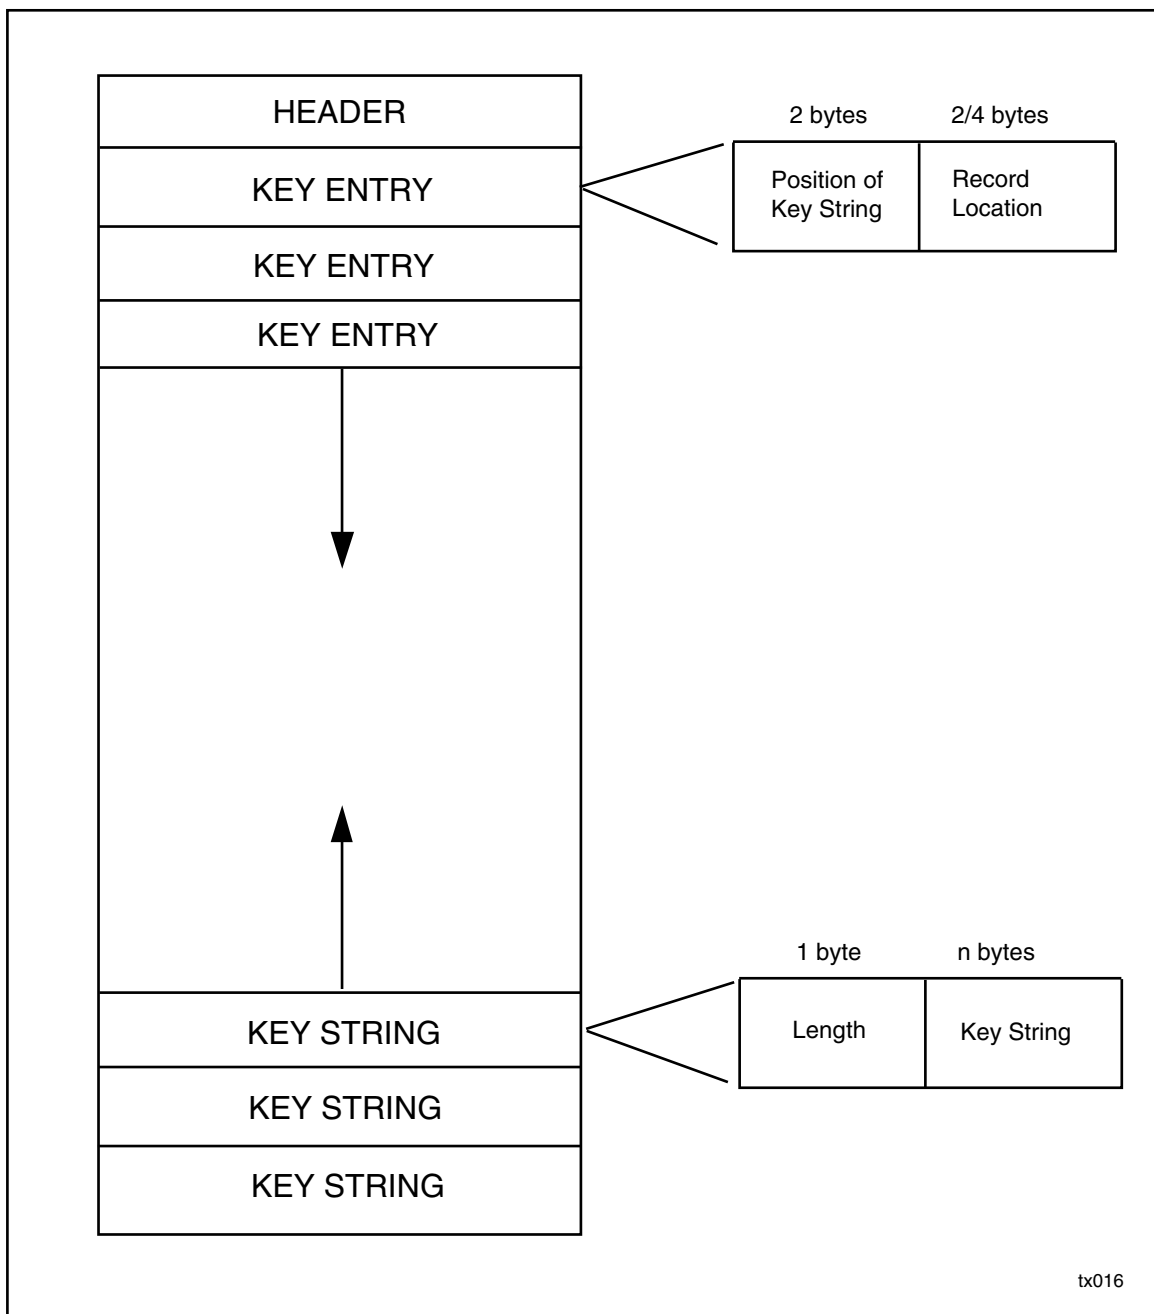 HEADER
KEY ENTRY
KEY ENTRY
KEY ENTRY
2 bytes
2/4 bytes
Position of
Key String
Record
Location
1 byte
n bytes
Length
Key String
KEY STRING
KEY STRING
KEY STRING
tx016